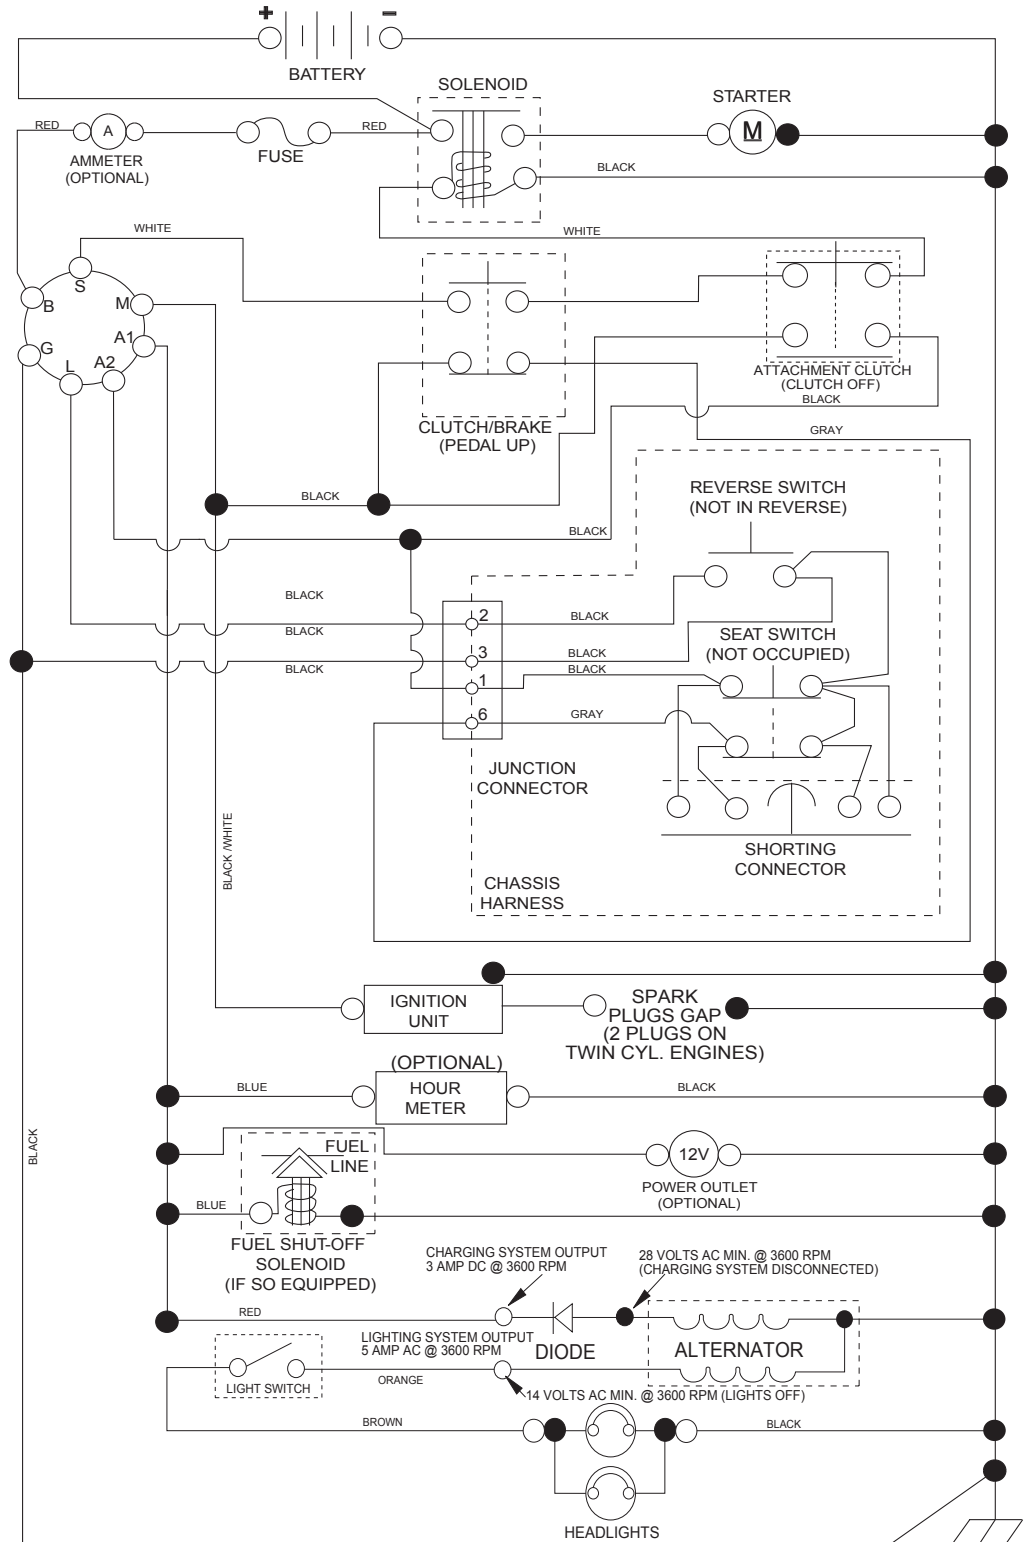 + −
BATTERY
SOLENOID
STARTER
M
RED
A
AMMETER
(OPTIONAL)
FUSE
RED
BLACK
WHITE
WHITE
S
B
M
G
A1
L
A2
ATTACHMENT CLUTCH
(CLUTCH OFF)
BLACK
CLUTCH/BRAKE
(PEDAL UP)
GRAY
REVERSE SWITCH
(NOT IN REVERSE)
BLACK
BLACK
BLACK
2
BLACK
BLACK
SEAT SWITCH
(NOT OCCUPIED)
3
BLACK
BLACK
BLACK
1
6
GRAY
JUNCTION
CONNECTOR
SHORTING
CONNECTOR
BLACK /WHITE
CHASSIS
HARNESS
IGNITION
UNIT
SPARK
PLUGS GAP
(2 PLUGS ON
TWIN CYL. ENGINES)
(OPTIONAL)
HOUR
METER
BLUE
BLACK
BLACK
FUEL
LINE
12V
POWER OUTLET
(OPTIONAL)
BLUE
FUEL SHUT-OFF
SOLENOID
(IF SO EQUIPPED)
CHARGING SYSTEM OUTPUT
3 AMP DC @ 3600 RPM
28 VOLTS AC MIN. @ 3600 RPM
(CHARGING SYSTEM DISCONNECTED)
RED
LIGHTING SYSTEM OUTPUT
5 AMP AC @ 3600 RPM
DIODE
ALTERNATOR
LIGHT SWITCH
ORANGE
14 VOLTS AC MIN. @ 3600 RPM (LIGHTS OFF)
BROWN
BLACK
HEADLIGHTS